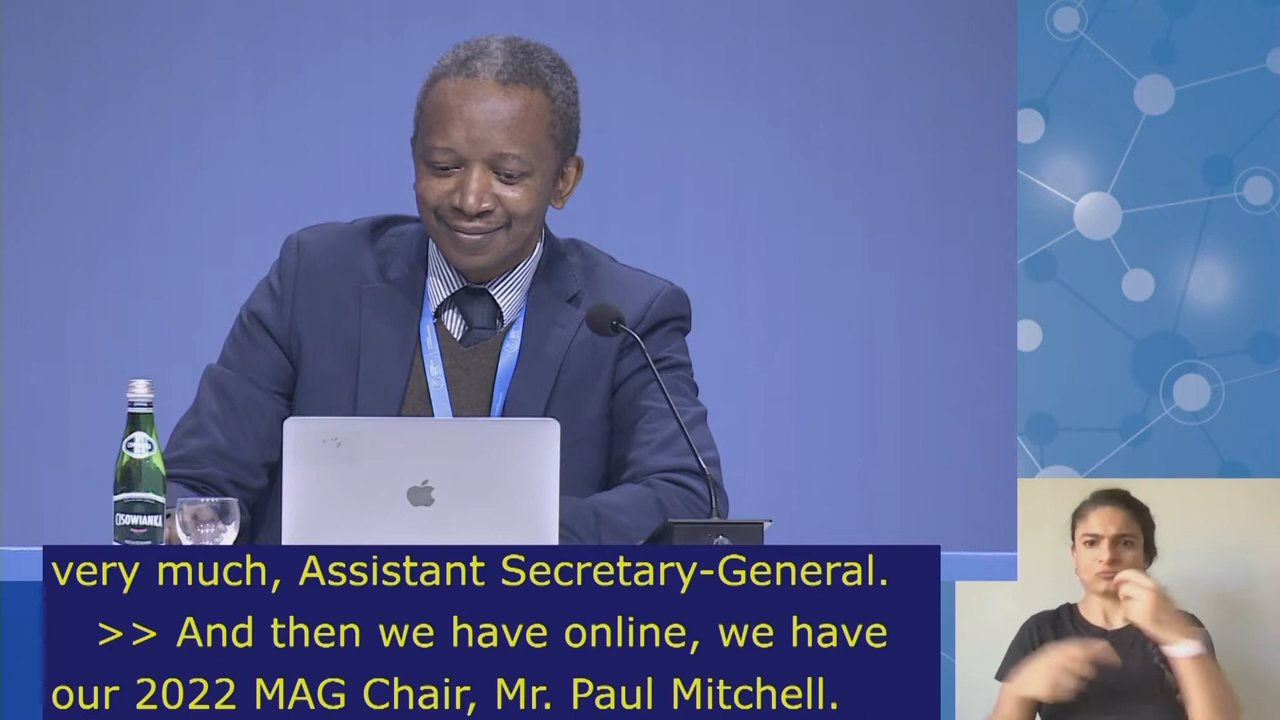 CISOWIANKA
very much, Assistant Secretary-General.
>> And then we have online, we have
our 2022 MAG Chair, Mr. Paul Mitchell.